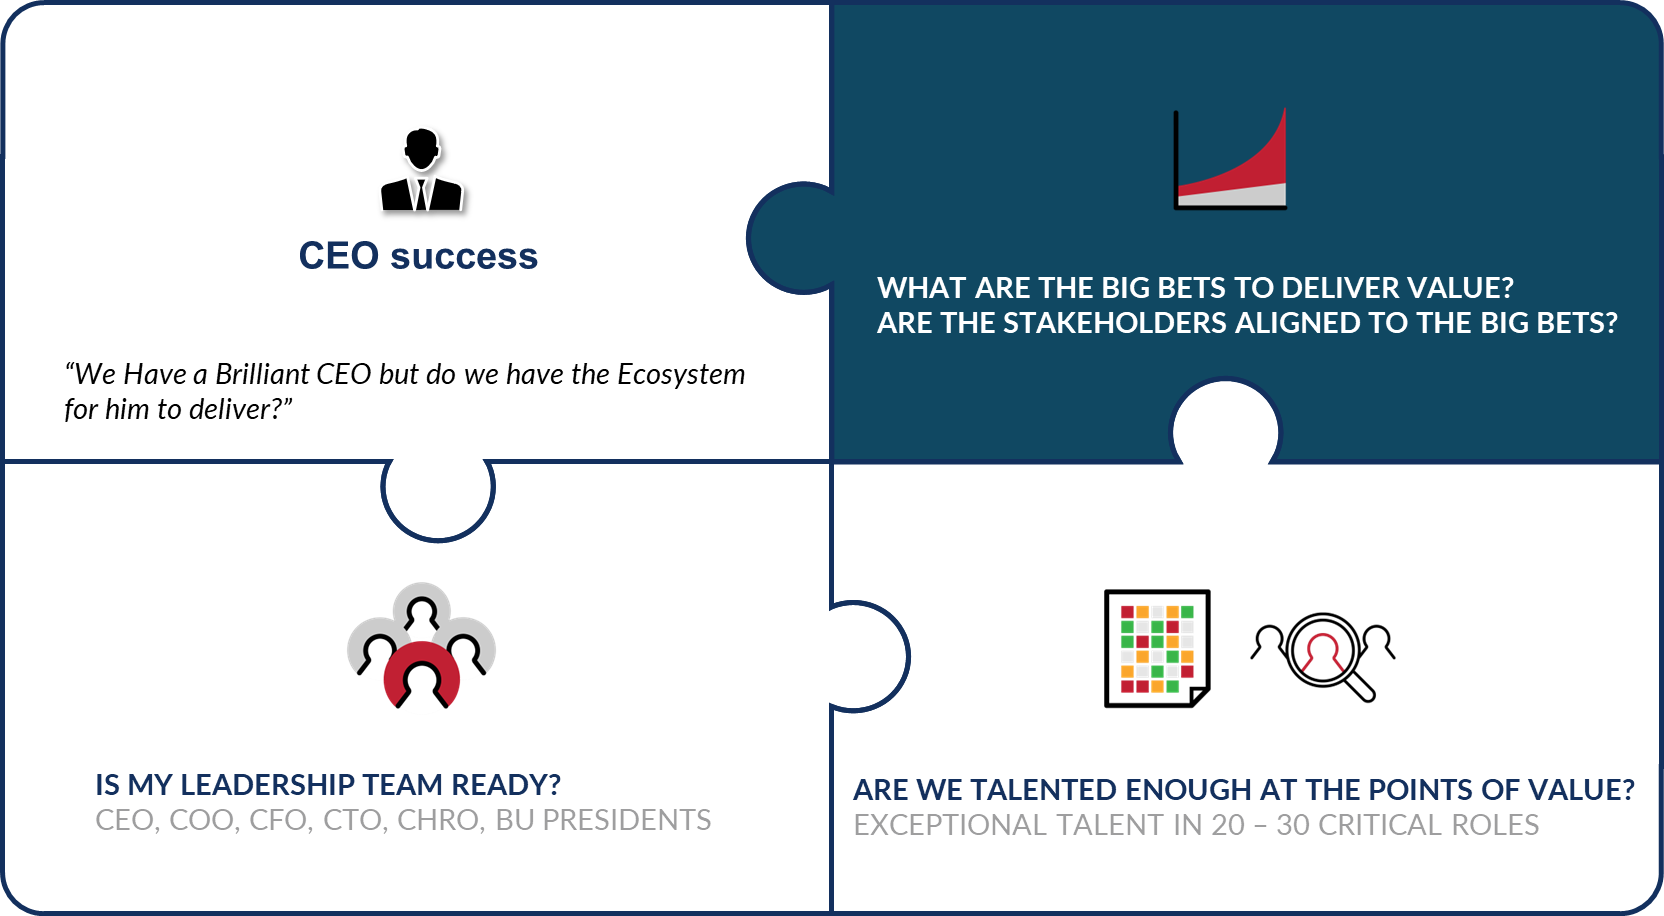 CEO success
“We Have a Brilliant CEO but do we have the Ecosystem
for him to deliver?”
WHAT ARE THE BIG BETS TO DELIVER VALUE?
ARE THE STAKEHOLDERS ALIGNED TO THE BIG BETS?
IS MY LEADERSHIP TEAM READY?
CEO, COO, CFO, CTO, CHRO, BU PRESIDENTS
ARE WE TALENTED ENOUGH AT THE POINTS OF VALUE?
EXCEPTIONAL TALENT IN 20 – 30 CRITICAL ROLES